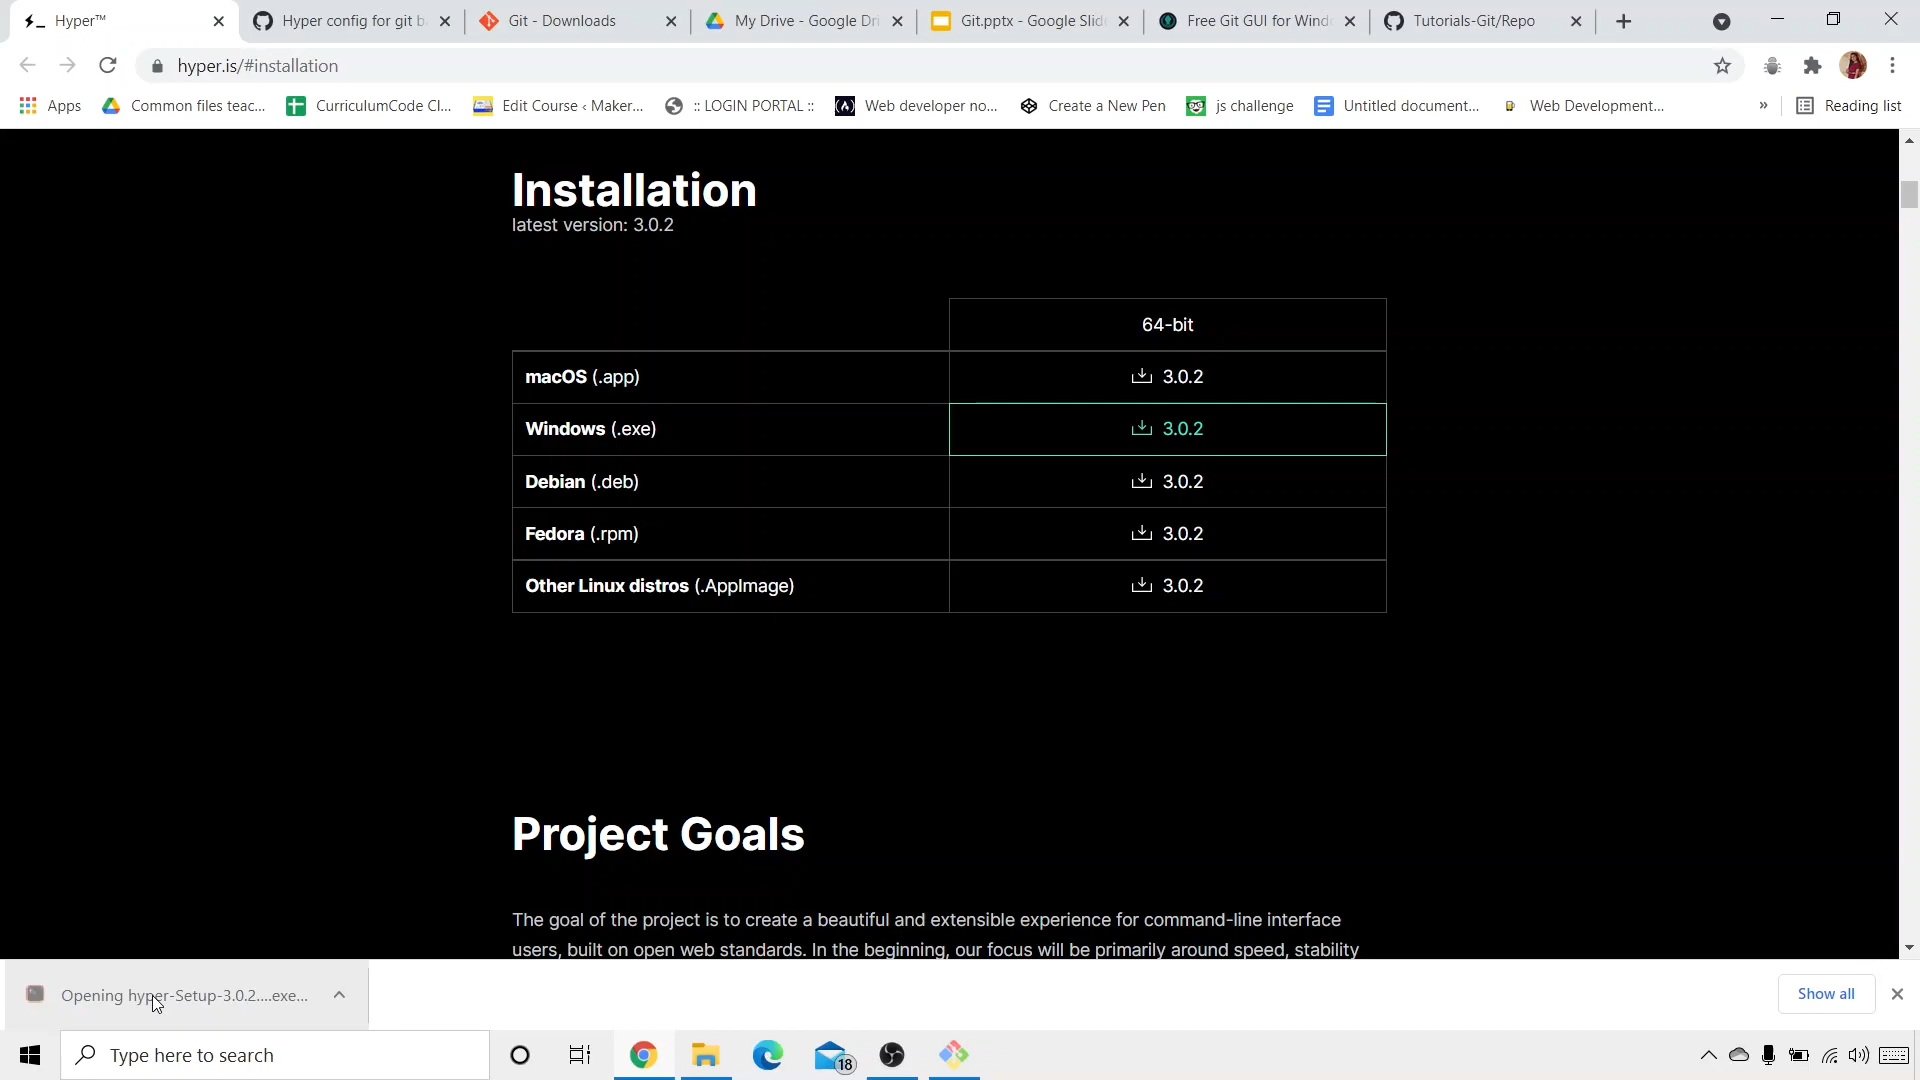 Hyper™
Hyper config for git b
Git - Downloads
My Drive - Google Dri
Git.pptx - Google Slid
Free Git GUI for Wind
Tutorials-Git/Repo
hyper.is/#installation
Apps
Common files teac...
CurriculumCode Cl...
Edit Course ‹ Maker...
:: LOGIN PORTAL ::
Web developer no...
Create a New Pen
js challenge
Untitled document...
Web Development...
»
Reading list
Installation
latest version: 3.0.2
64-bit
macOS (.app)
3.0.2
Windows (.exe)
3.0.2
Debian (.deb)
3.0.2
Fedora (.rpm)
3.0.2
Other Linux distros (.AppImage)
3.0.2
Project Goals
The goal of the project is to create a beautiful and extensible experience for command-line interface
users, built on open web standards. In the beginning, our focus will be primarily around speed, stability
Opening hyper-Setup-3.0.2....exe...
Show all
Type here to search
18